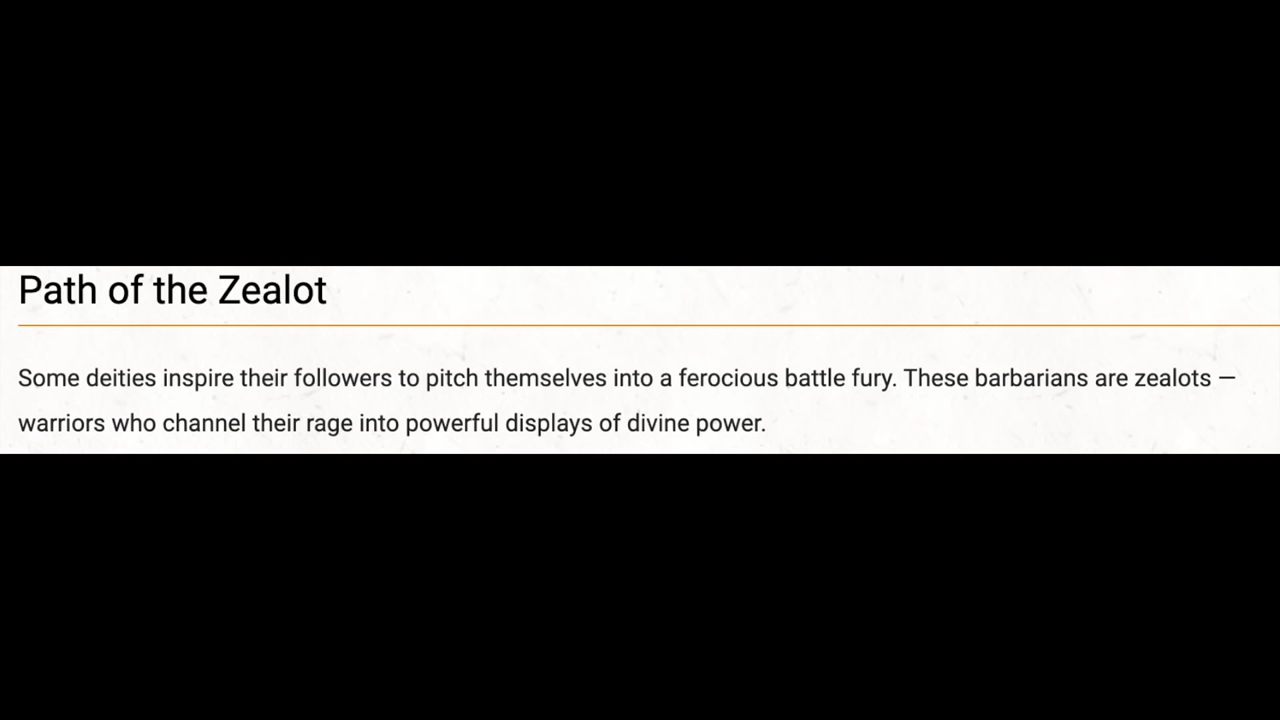 Path of the Zealot
Some deities inspire their followers to pitch themselves into a ferocious battle fury. These barbarians are zealots —
warriors who channel their rage into powerful displays of divine power.